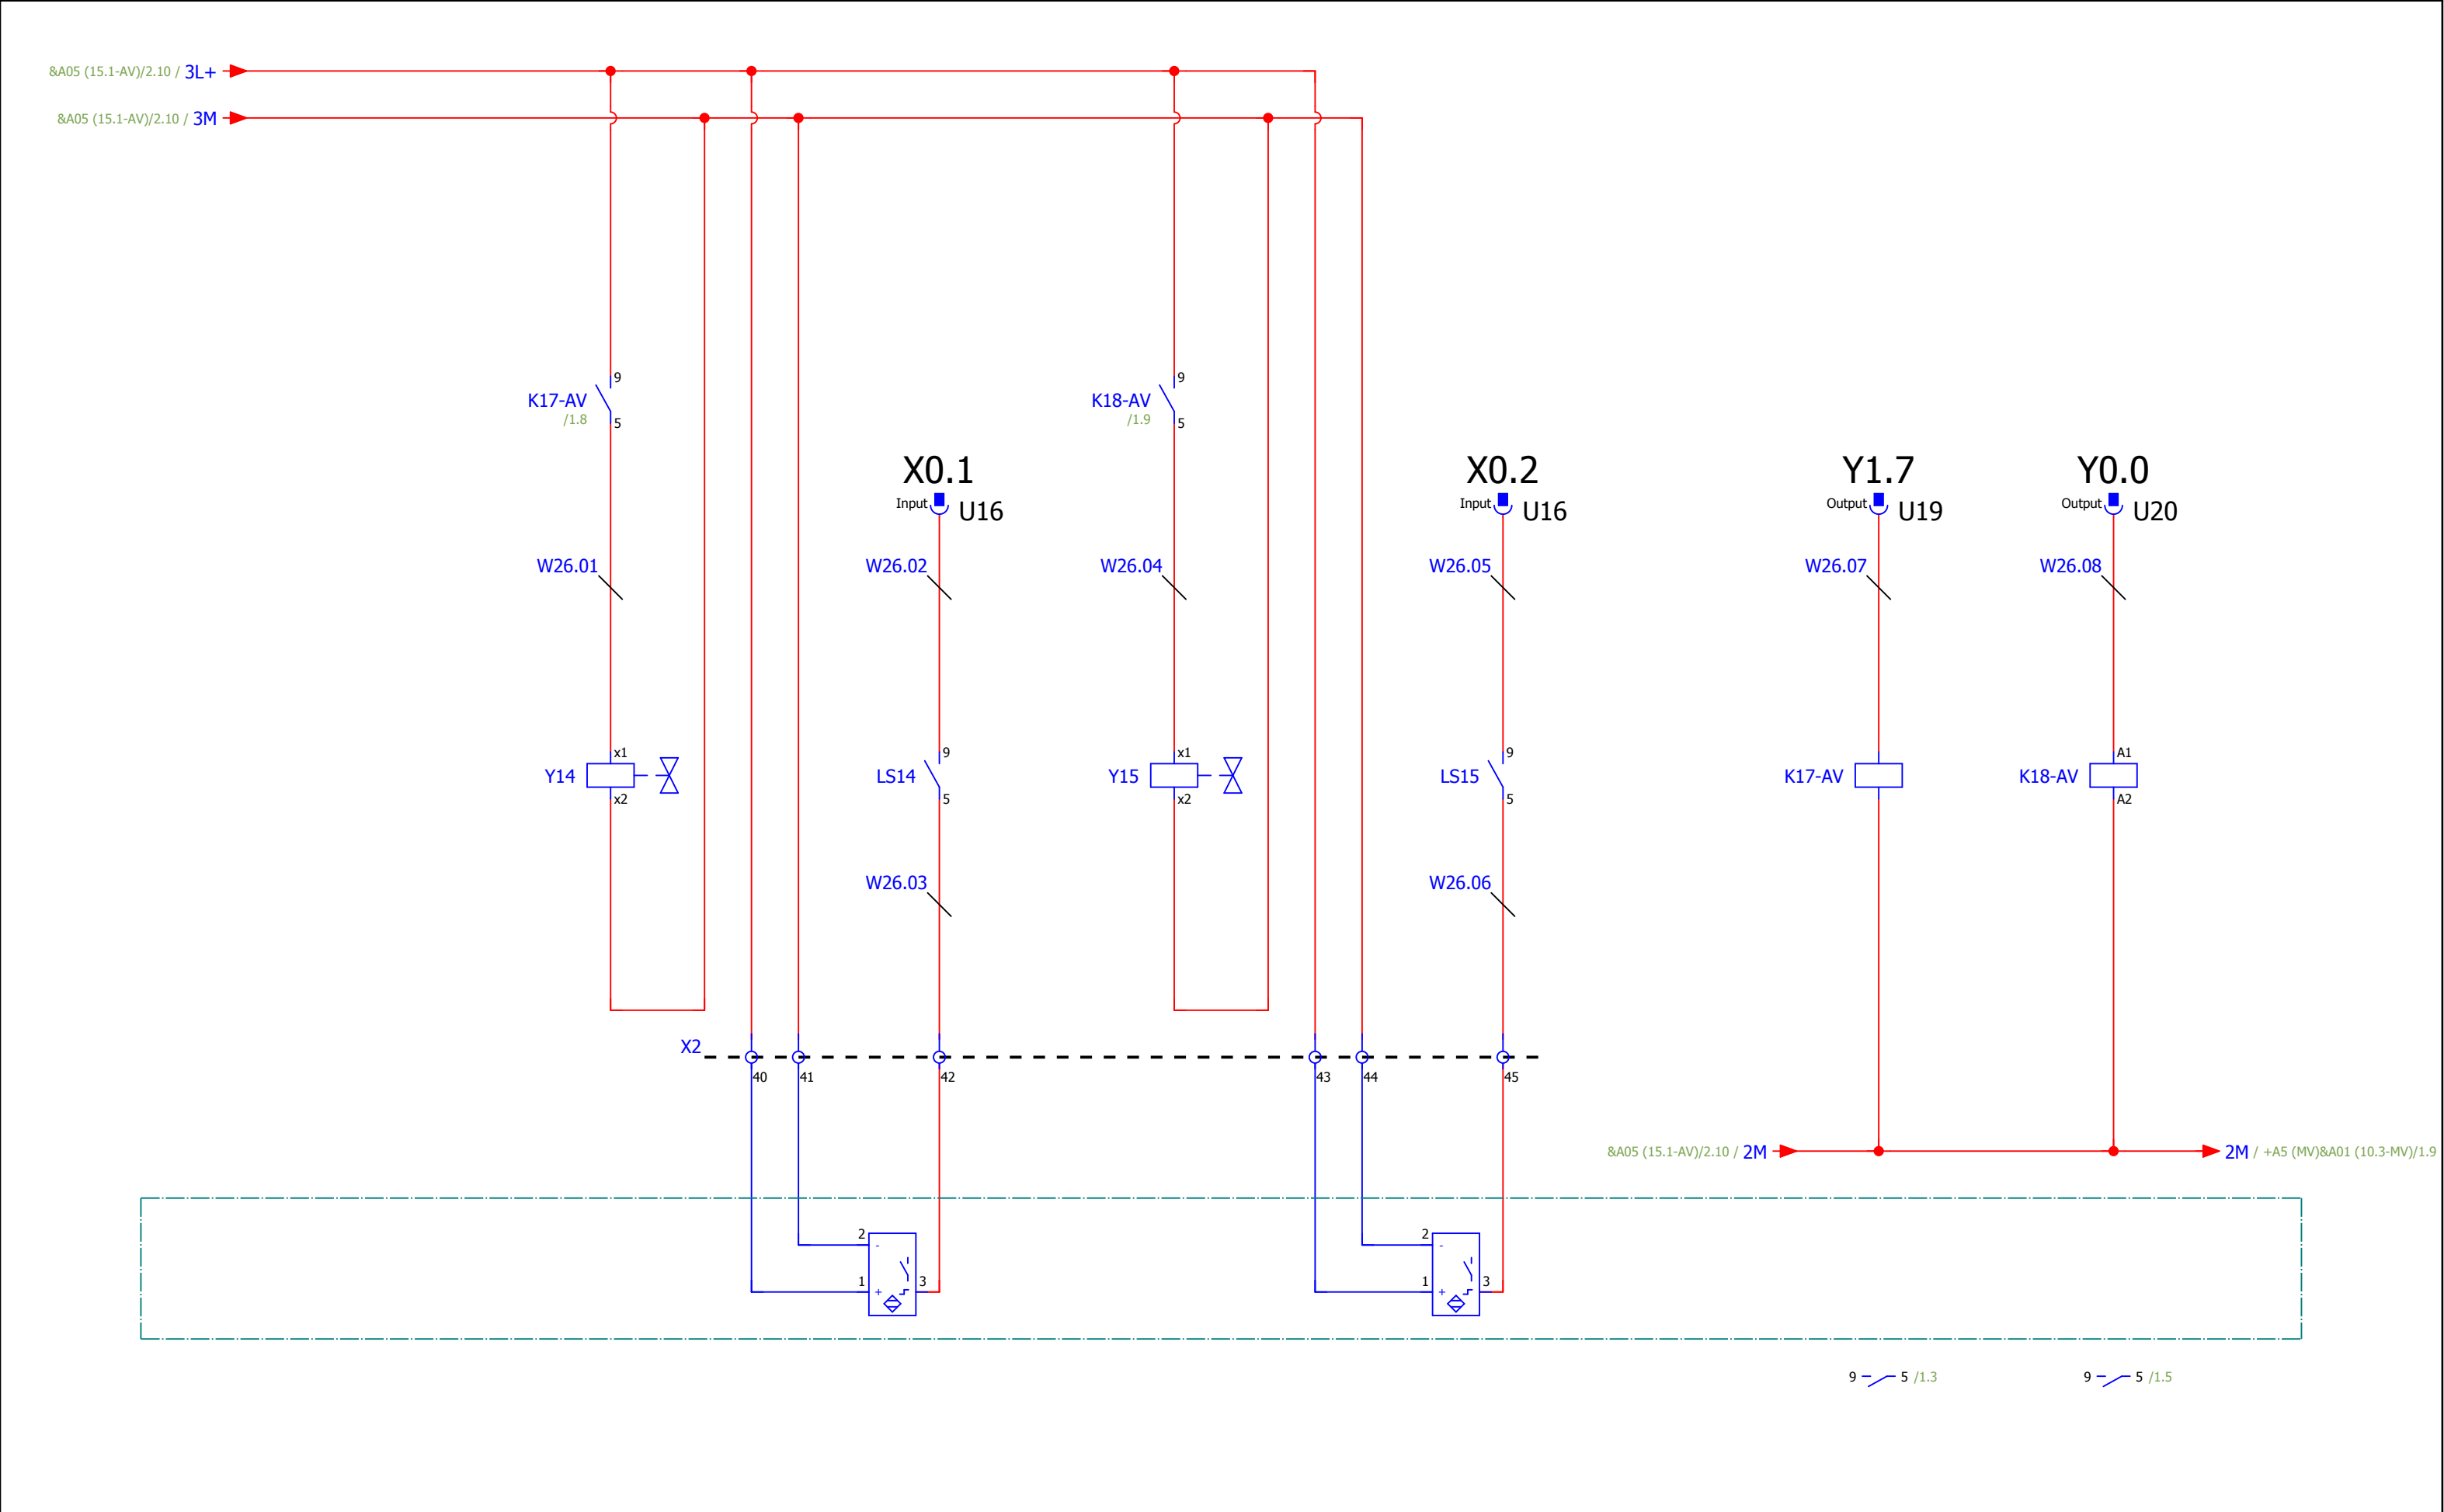 &A05 (15.1-AV)/2.10 / 3L+
&A05 (15.1-AV)/2.10 / 3M
9
K17-AV
/1.8
5
9
K18-AV
/1.9
5
X0.1
Input U16
X0.2
Input U16
Y1.7
Output U19
Y0.0
Output U20
W26.01
W26.02
W26.04
W26.05
W26.07
W26.08
x1
Y14
x2
9
LS14
5
x1
Y15
x2
9
LS15
5
K17-AV
A1
K18-AV
A2
W26.03
W26.06
X2
40
41
42
43
44
45
&A05 (15.1-AV)/2.10 / 2M
2M / +A5 (MV)&A01 (10.3-MV)/1.9
2 -
1 + 3
2 -
1 + 3
9 5 /1.3
9 5 /1.5